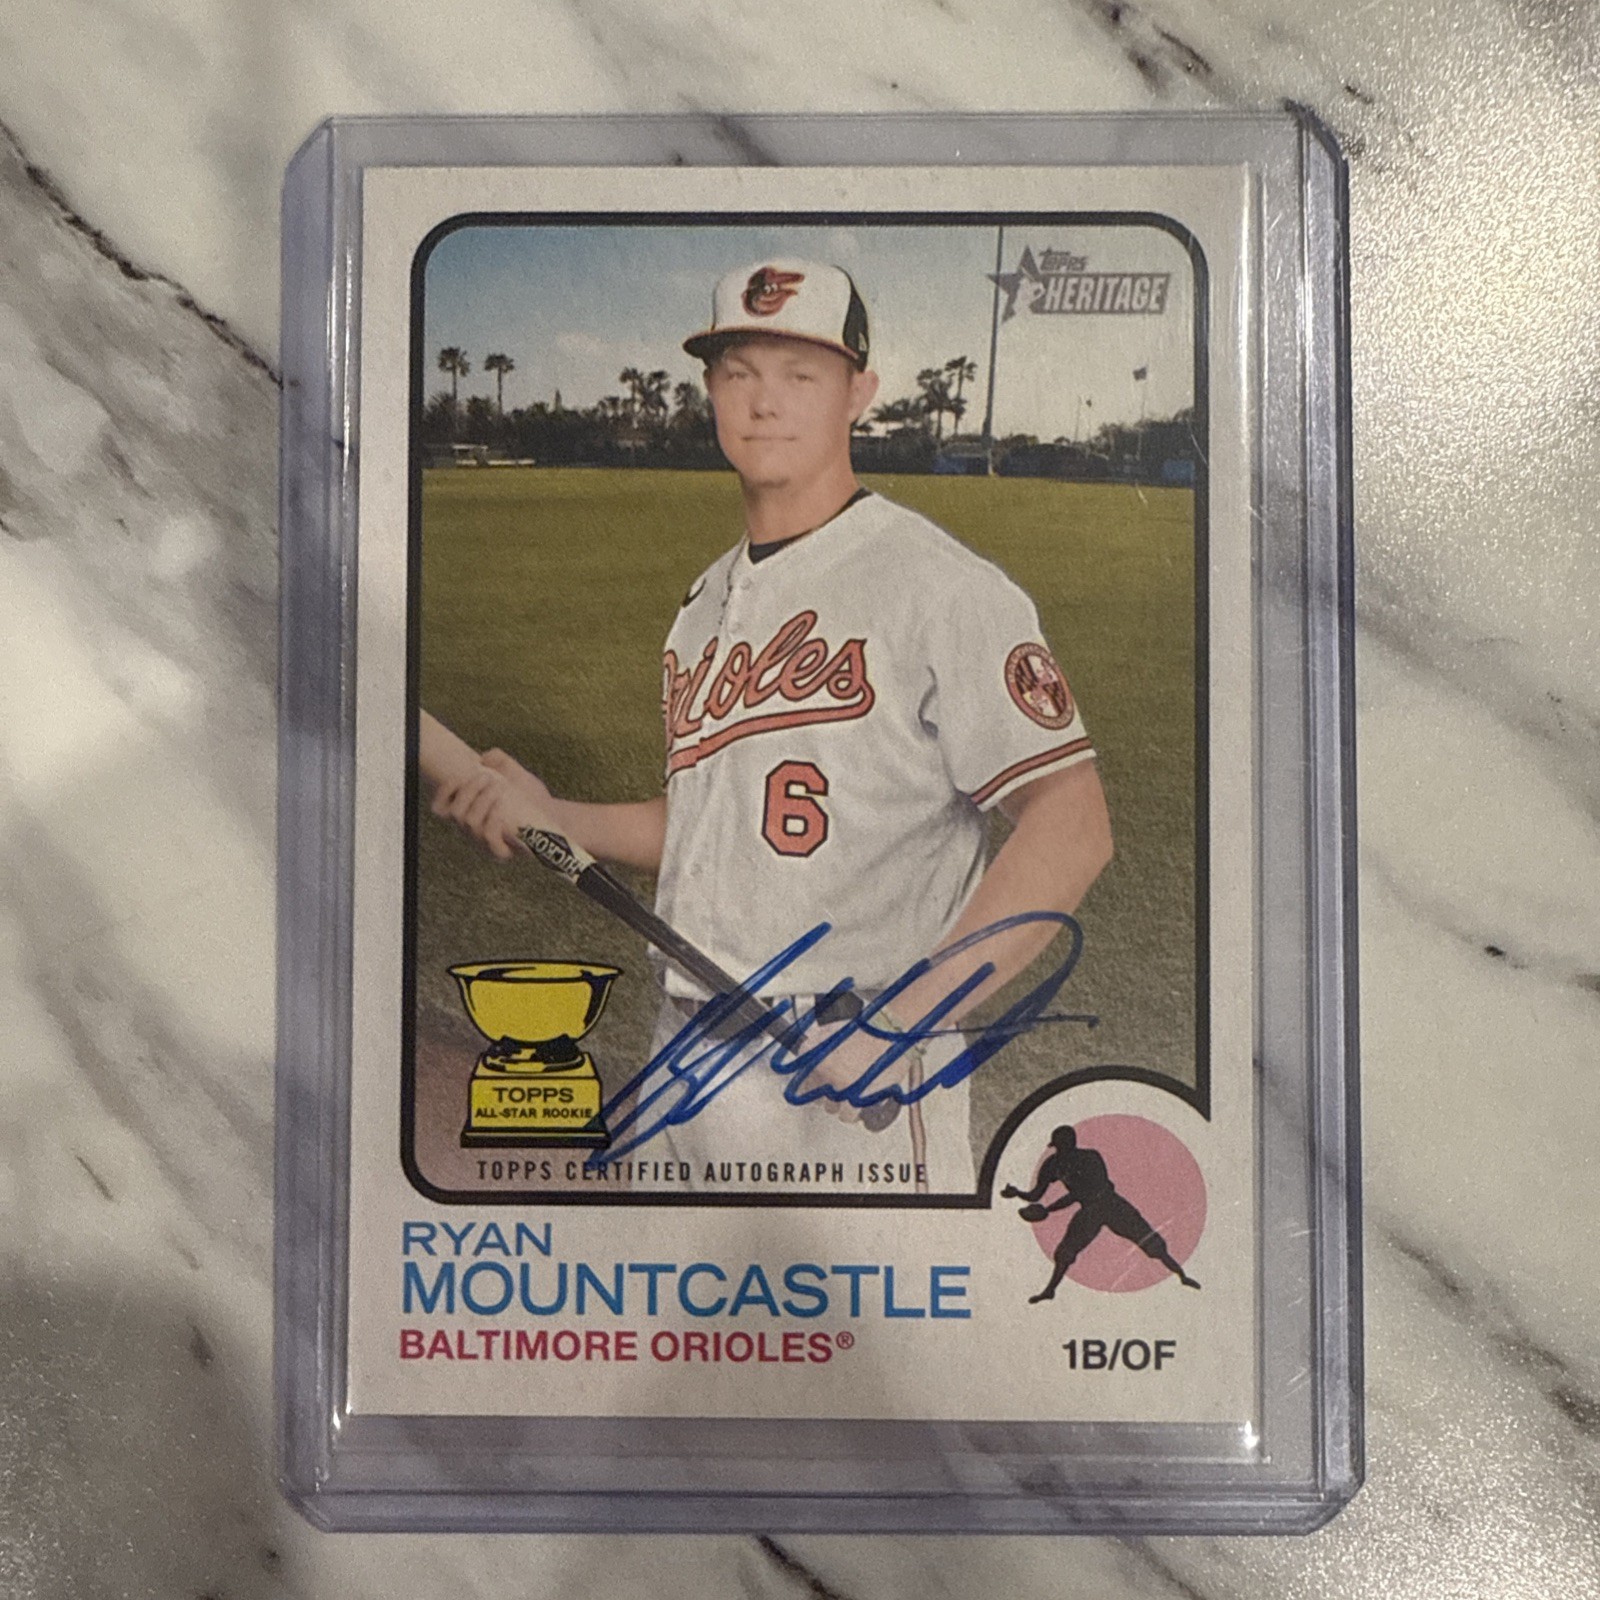 TOPPS
HERITAGE
Orioles
6
HICKORY
TOPPS
ALL-STAR ROOKIE
TOPPS CERTIFIED AUTOGRAPH ISSUE
RYAN
MOUNTCASTLE
BALTIMORE ORIOLES®
1B/OF